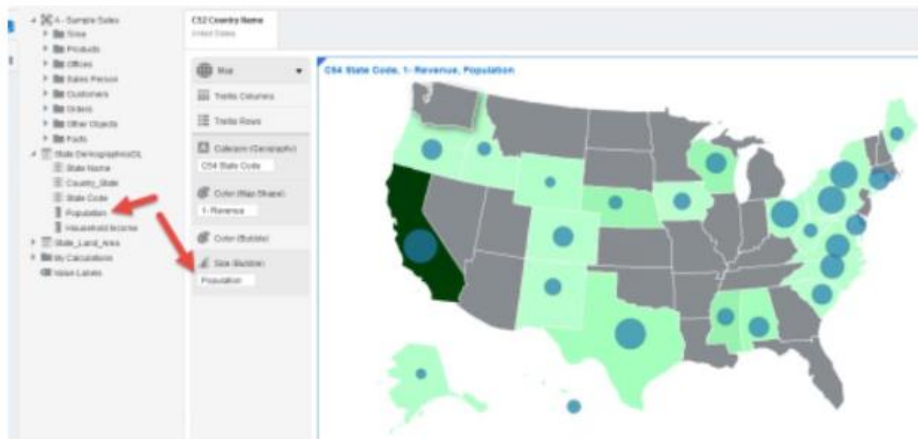 A - Sample Sales
Time
Products
Offices
Sales Person
Customers
Orders
Other Objects
Facts
State DemographicsDL
State Name
Country_State
State Code
Population
Household Income
State_Land_Area
My Calculations
Value Labels
C52 Country Name
United States
Map
Trellis Columns
Trellis Rows
Category (Geography)
C54 State Code
Color (Map Shape)
1- Revenue
Color (Bubble)
Size (Bubble)
Population
C54 State Code, 1- Revenue, Population